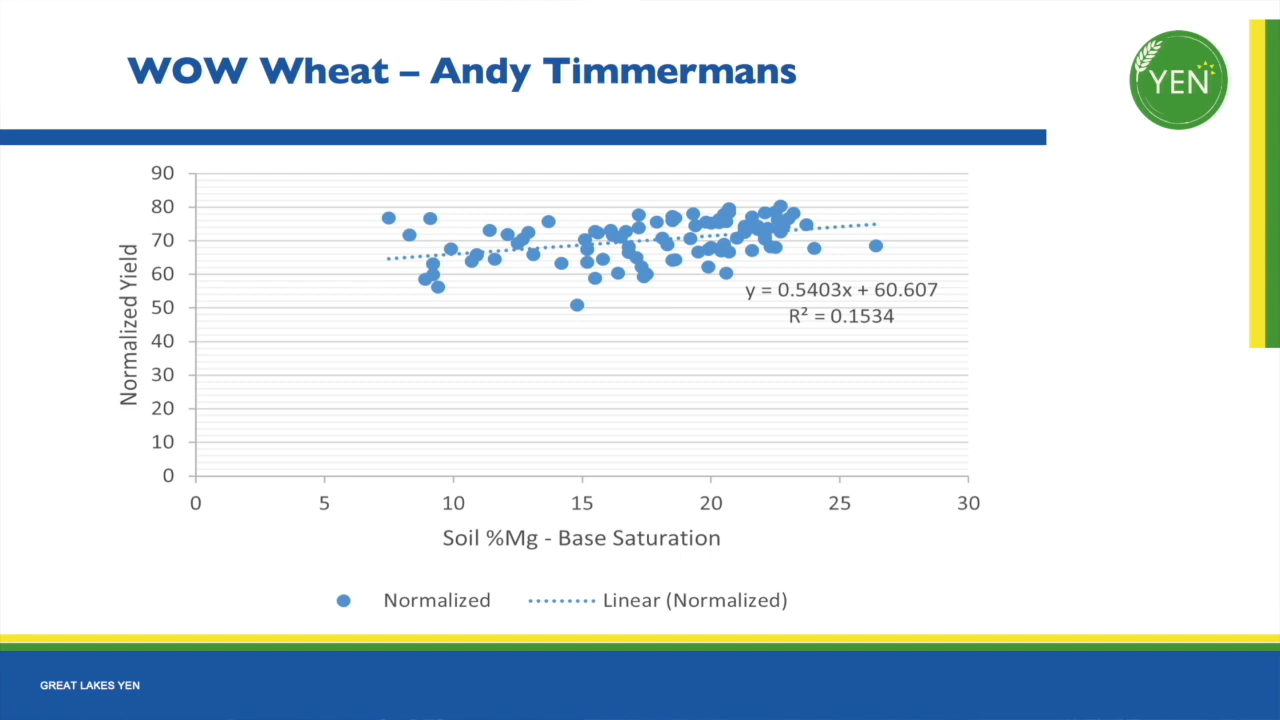 WOW Wheat – Andy Timmermans
YEN
90
80
70
60
50
40
30
20
10
0
Normalized Yield
0 5 10 15 20 25 30
Soil %Mg - Base Saturation
y = 0.5403x + 60.607
R² = 0.1534
Normalized Linear (Normalized)
GREAT LAKES YEN